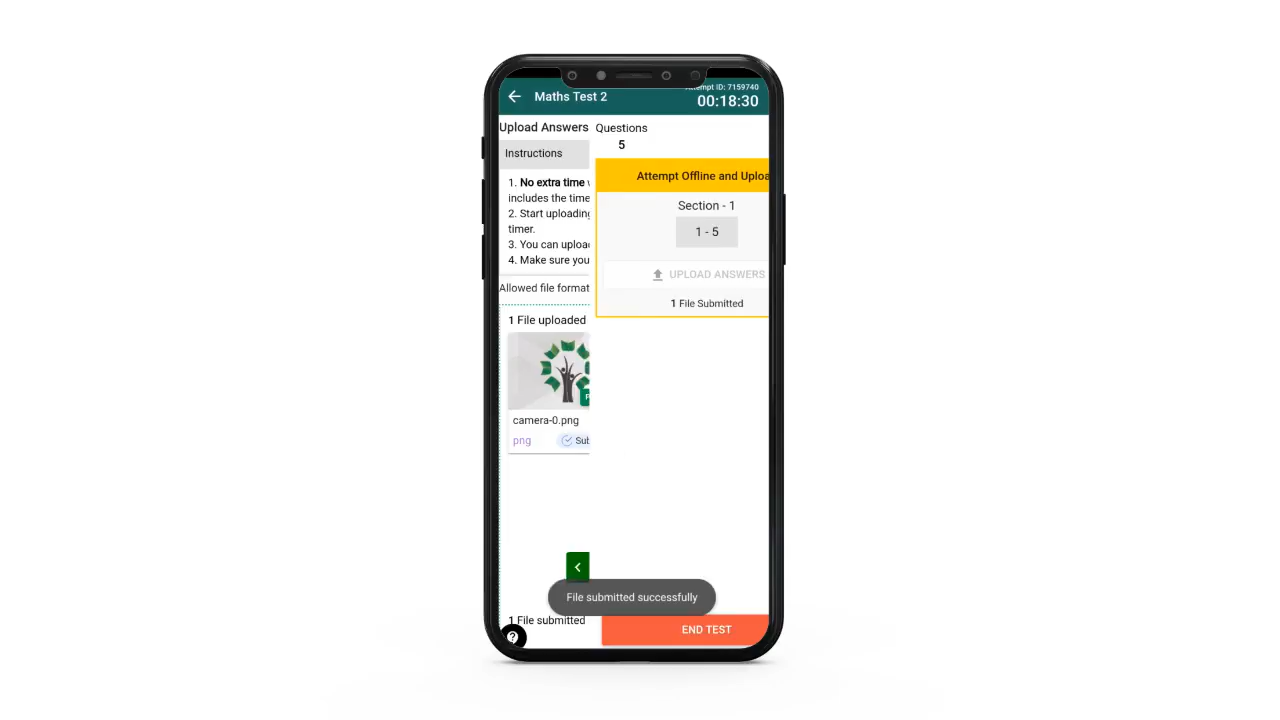 Maths Test 2
Attempt ID: 7159740
00:18:30
Upload Answers
Instructions
1. No extra time
includes the time
2. Start uploading
timer.
3. You can
4. Make sure you
Allowed file format
1 File uploaded
camera-0.png
png
1 File submitted
Questions
5
Attempt Offline and
Section - 1
1 - 5
UPLOAD ANSWERS
1 File Submitted
File submitted successfully
END TEST
?